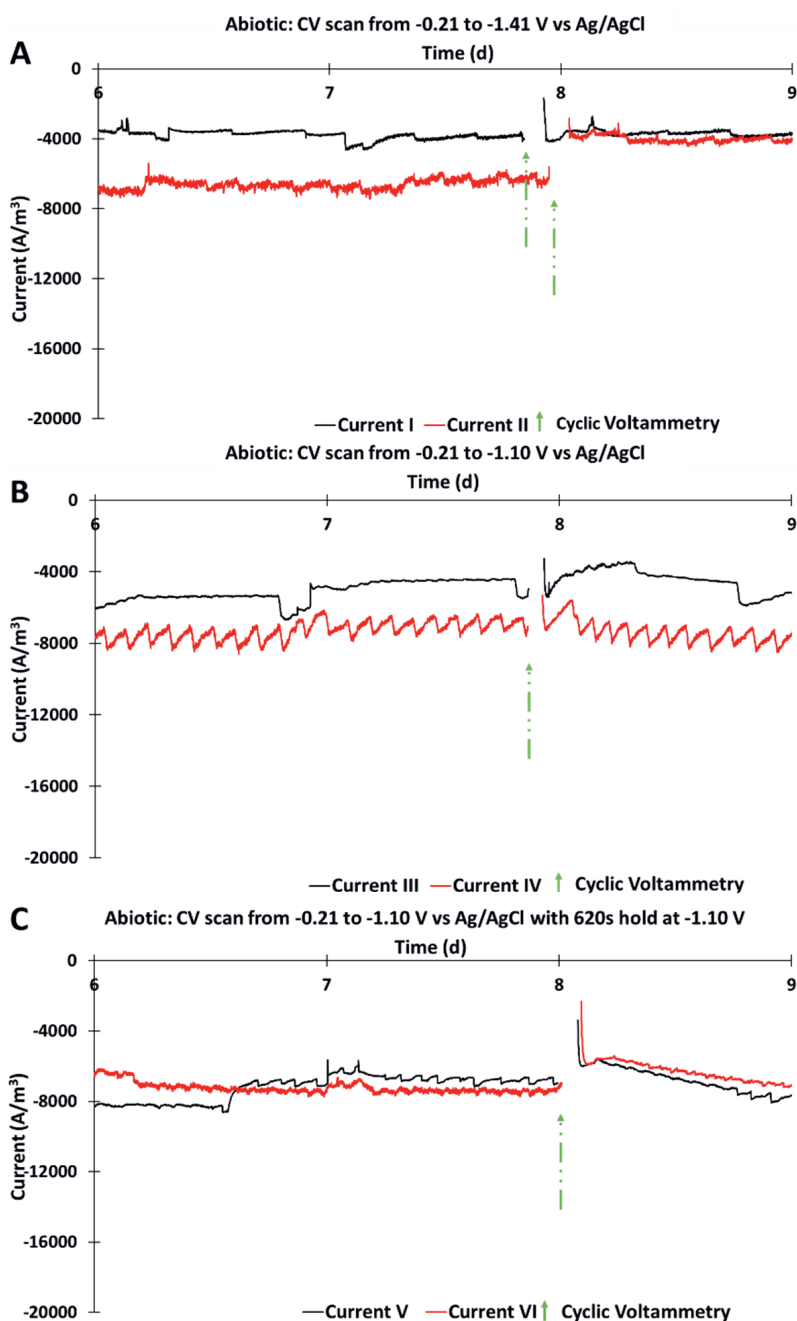 Abiotic: CV scan from -0.21 to -1.41 V vs Ag/AgCl
A
Time (d)
0
6 7 8 9
-4000
-8000
-12000
-16000
-20000
Current (A/m³)
Current I Current II Cyclic Voltammetry
Abiotic: CV scan from -0.21 to -1.10 V vs Ag/AgCl
B
Time (d)
0
6 7 8 9
-4000
-8000
-12000
-16000
-20000
Current (A/m³)
Current III Current IV Cyclic Voltammetry
C Abiotic: CV scan from -0.21 to -1.10 V vs Ag/AgCl with 620s hold at -1.10 V
Time (d)
0
6 7 8 9
-4000
-8000
-12000
-16000
-20000
Current (A/m³)
Current V Current VI Cyclic Voltammetry